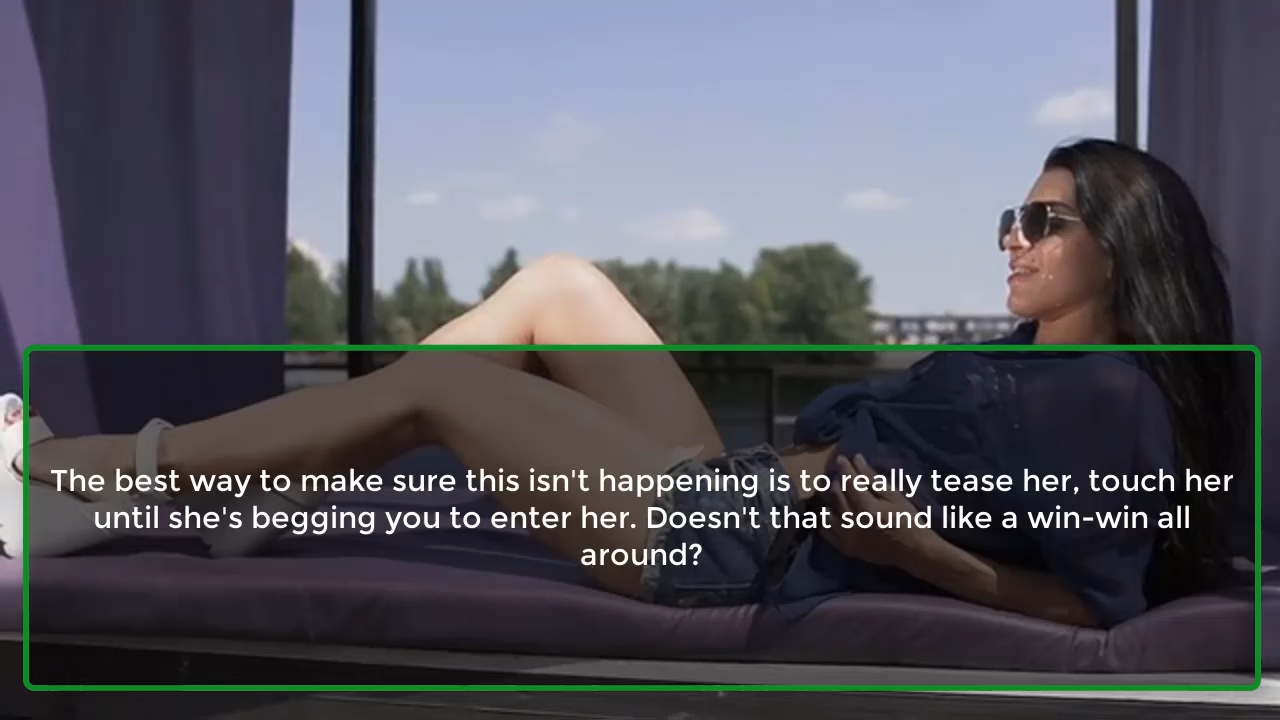 The best way to make sure this isn't happening is to really tease her, touch her
until she's begging you to enter her. Doesn't that sound like a win-win all
around?